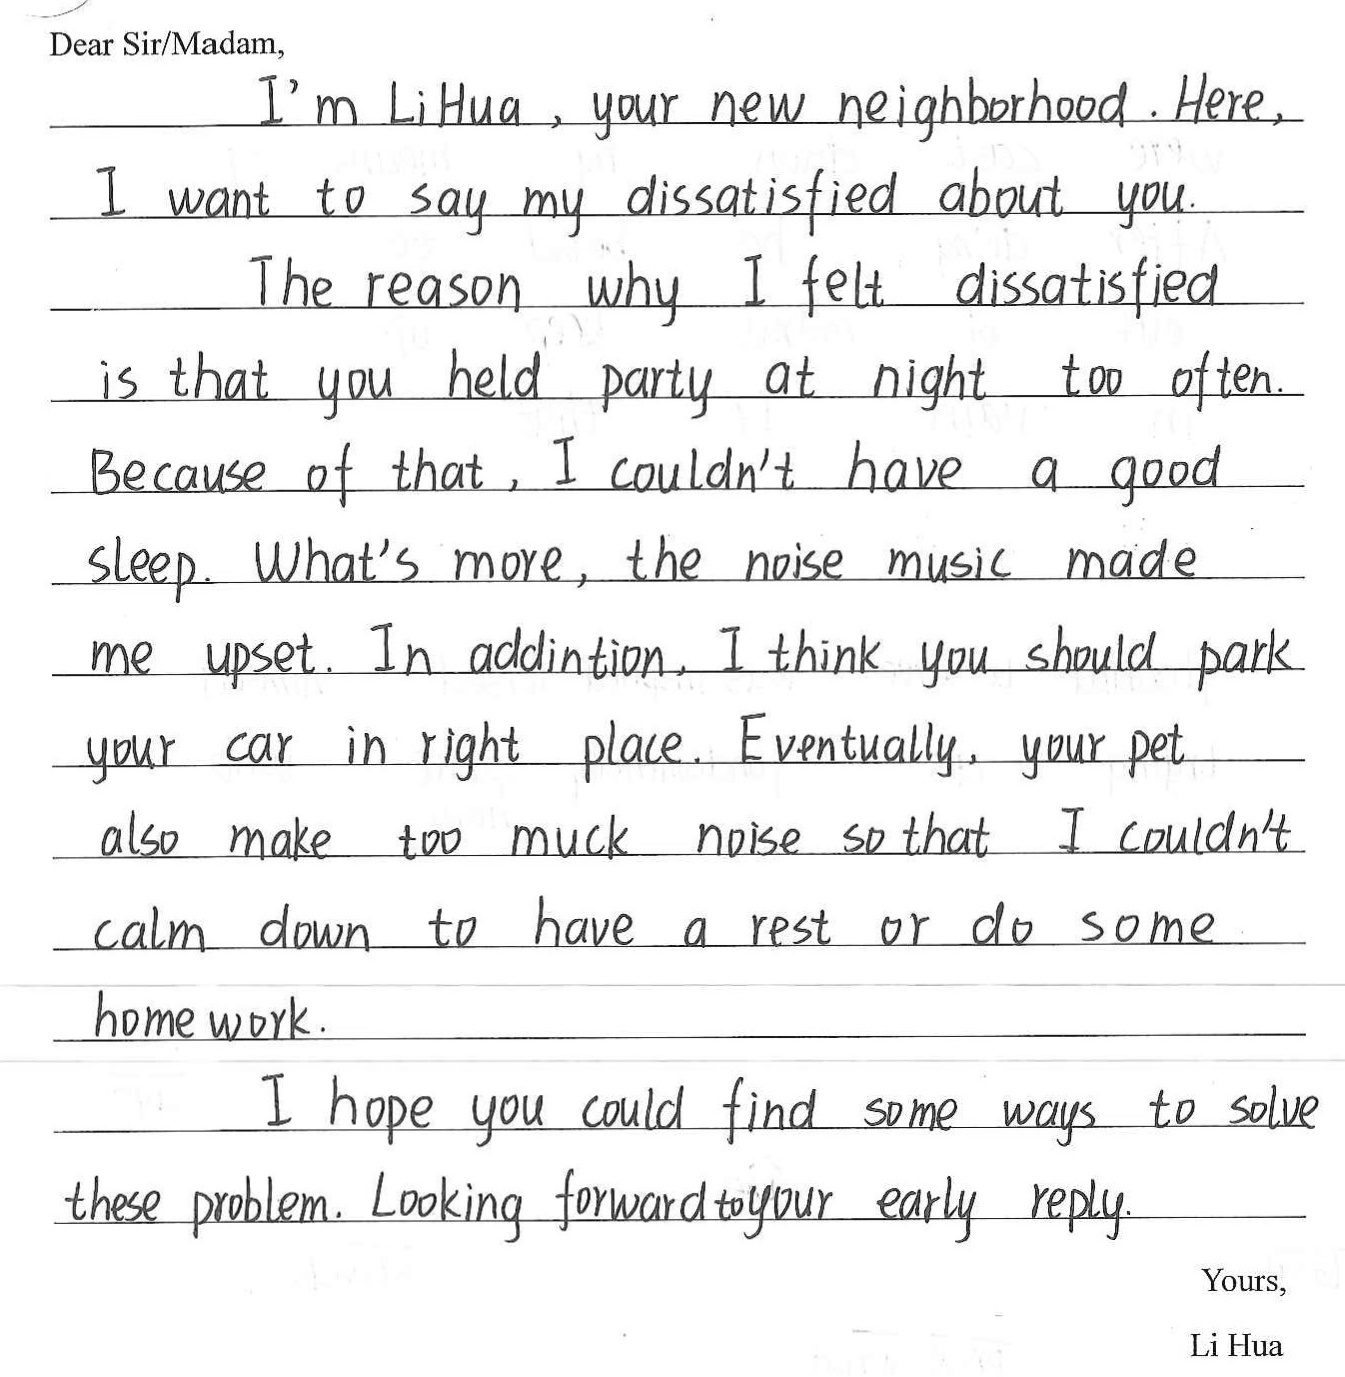 Dear Sir/Madam,
I'm Li Hua, your new neighborhood. Here,
I want to say my dissatisfied about you.
The reason why I felt dissatisfied
is that you held party at night too often.
Because of that, I couldn't have a good
sleep. What's more, the noise music made
me upset. In addintion, I think you should park
your car in right place. Eventually, your pet
also make too muck noise so that I couldn't
calm down to have a rest or do some
homework.
I hope you could find some ways to solve
these problem. Looking forward to your early reply.
Yours,
Li Hua